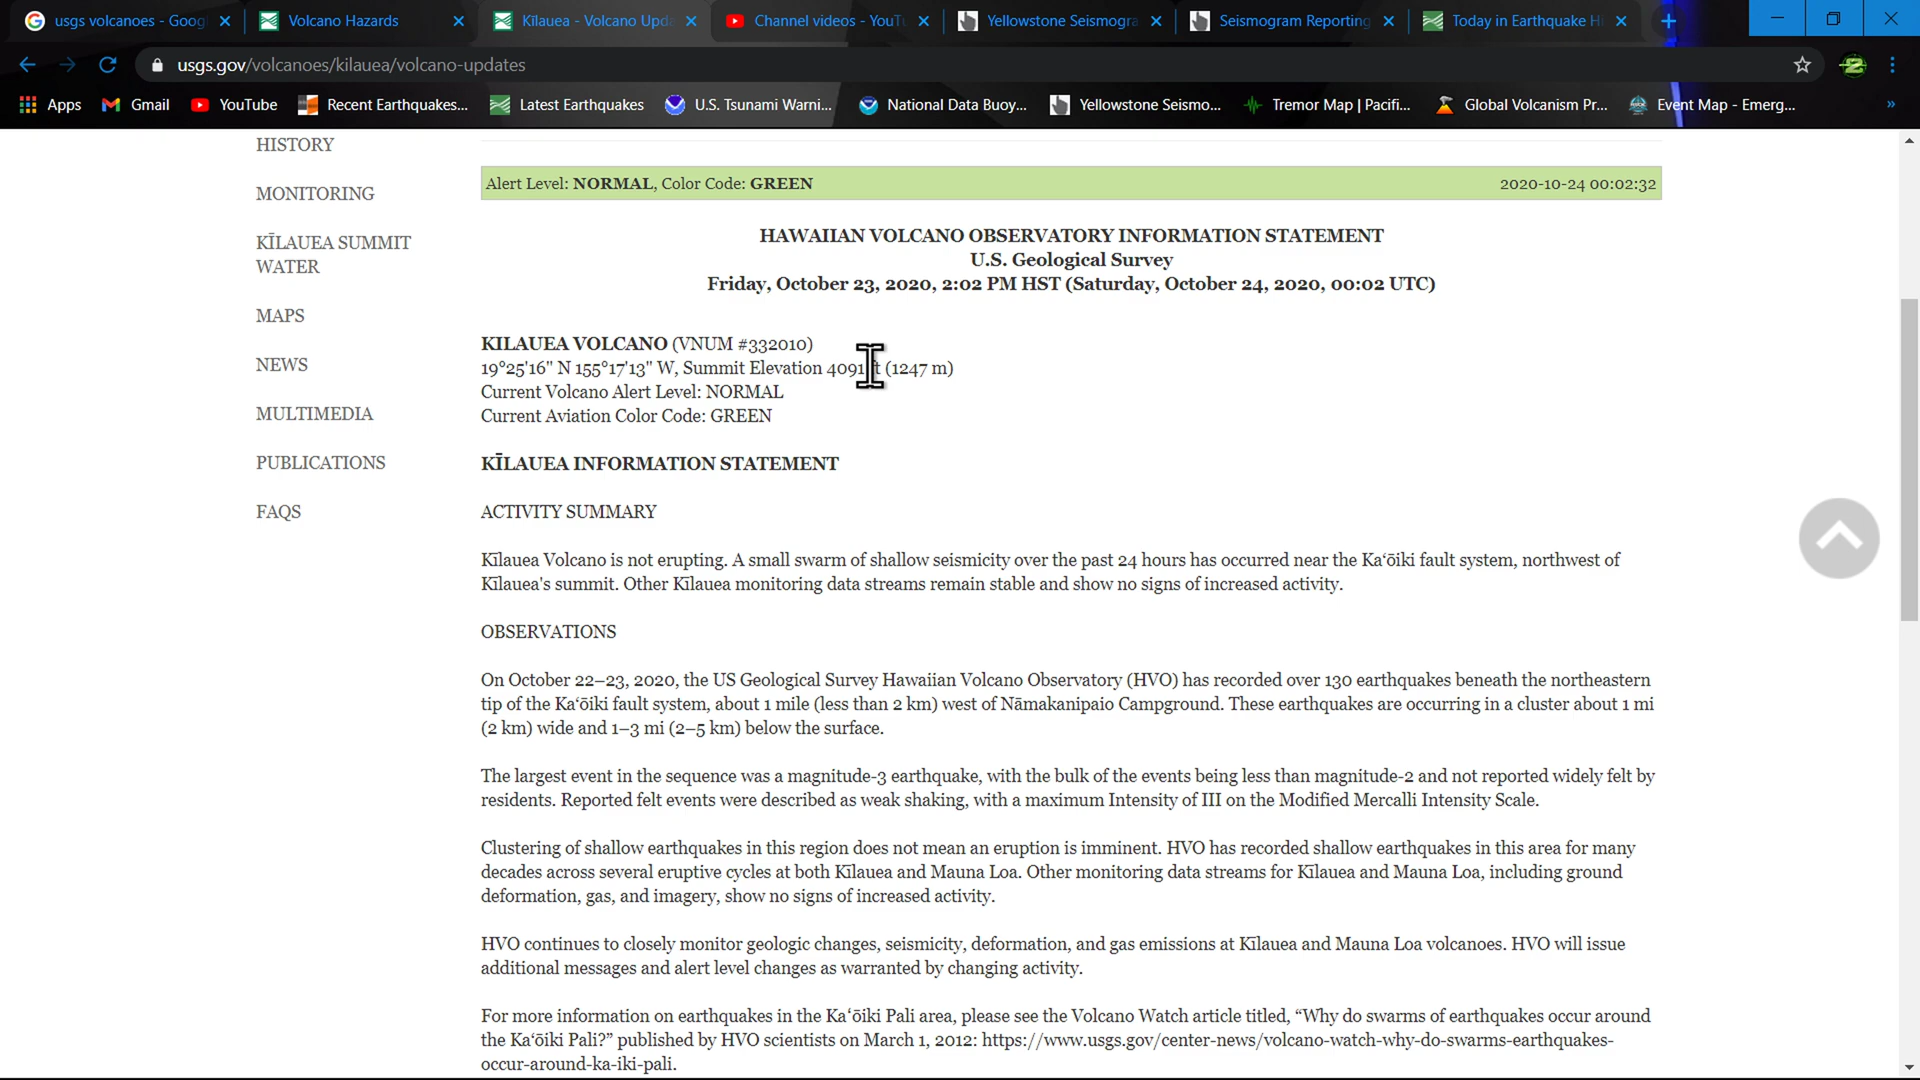 usgs volcanoes - Googl
Volcano Hazards
Kīlauea - Volcano Upda
Channel videos - YouTu
Yellowstone Seismogra
Seismogram Reporting
Today in Earthquake Hi
usgs.gov/volcanoes/kilauea/volcano-updates
Apps
Gmail
YouTube
Recent Earthquakes...
Latest Earthquakes
U.S. Tsunami Warni...
National Data Buoy...
Yellowstone Seismo...
Tremor Map | Pacifi...
Global Volcanism Pr...
Event Map - Emerg...
»
HISTORY
MONITORING
KĪLAUEA SUMMIT
WATER
MAPS
NEWS
MULTIMEDIA
PUBLICATIONS
FAQS
Alert Level: NORMAL, Color Code: GREEN
2020-10-24 00:02:32
HAWAIIAN VOLCANO OBSERVATORY INFORMATION STATEMENT
U.S. Geological Survey
Friday, October 23, 2020, 2:02 PM HST (Saturday, October 24, 2020, 00:02 UTC)
KILAUEA VOLCANO (VNUM #332010)
19°25'16" N 155°17'13" W, Summit Elevation 4091 ft (1247 m)
Current Volcano Alert Level: NORMAL
Current Aviation Color Code: GREEN
KĪLAUEA INFORMATION STATEMENT
ACTIVITY SUMMARY
Kīlauea Volcano is not erupting. A small swarm of shallow seismicity over the past 24 hours has occurred near the Ka‘ōiki fault system, northwest of
Kīlauea's summit. Other Kīlauea monitoring data streams remain stable and show no signs of increased activity.
OBSERVATIONS
On October 22–23, 2020, the US Geological Survey Hawaiian Volcano Observatory (HVO) has recorded over 130 earthquakes beneath the northeastern
tip of the Ka‘ōiki fault system, about 1 mile (less than 2 km) west of Nāmakanipaio Campground. These earthquakes are occurring in a cluster about 1 mi
(2 km) wide and 1–3 mi (2–5 km) below the surface.
The largest event in the sequence was a magnitude-3 earthquake, with the bulk of the events being less than magnitude-2 and not reported widely felt by
residents. Reported felt events were described as weak shaking, with a maximum Intensity of III on the Modified Mercalli Intensity Scale.
Clustering of shallow earthquakes in this region does not mean an eruption is imminent. HVO has recorded shallow earthquakes in this area for many
decades across several eruptive cycles at both Kīlauea and Mauna Loa. Other monitoring data streams for Kīlauea and Mauna Loa, including ground
deformation, gas, and imagery, show no signs of increased activity.
HVO continues to closely monitor geologic changes, seismicity, deformation, and gas emissions at Kīlauea and Mauna Loa volcanoes. HVO will issue
additional messages and alert level changes as warranted by changing activity.
For more information on earthquakes in the Ka‘ōiki Pali area, please see the Volcano Watch article titled, “Why do swarms of earthquakes occur around
the Ka‘ōiki Pali?” published by HVO scientists on March 1, 2012: https://www.usgs.gov/center-news/volcano-watch-why-do-swarms-earthquakes-
occur-around-ka-iki-pali.